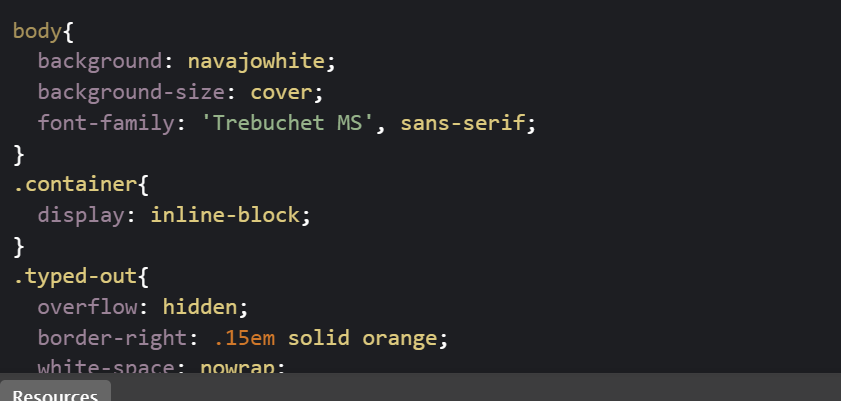 body{
background: navajowhite;
background-size: cover;
font-family: 'Trebuchet MS', sans-serif;
}
.container{
display: inline-block;
}
.typed-out{
overflow: hidden;
border-right: .15em solid orange;
white-space: nowrap;
Resources